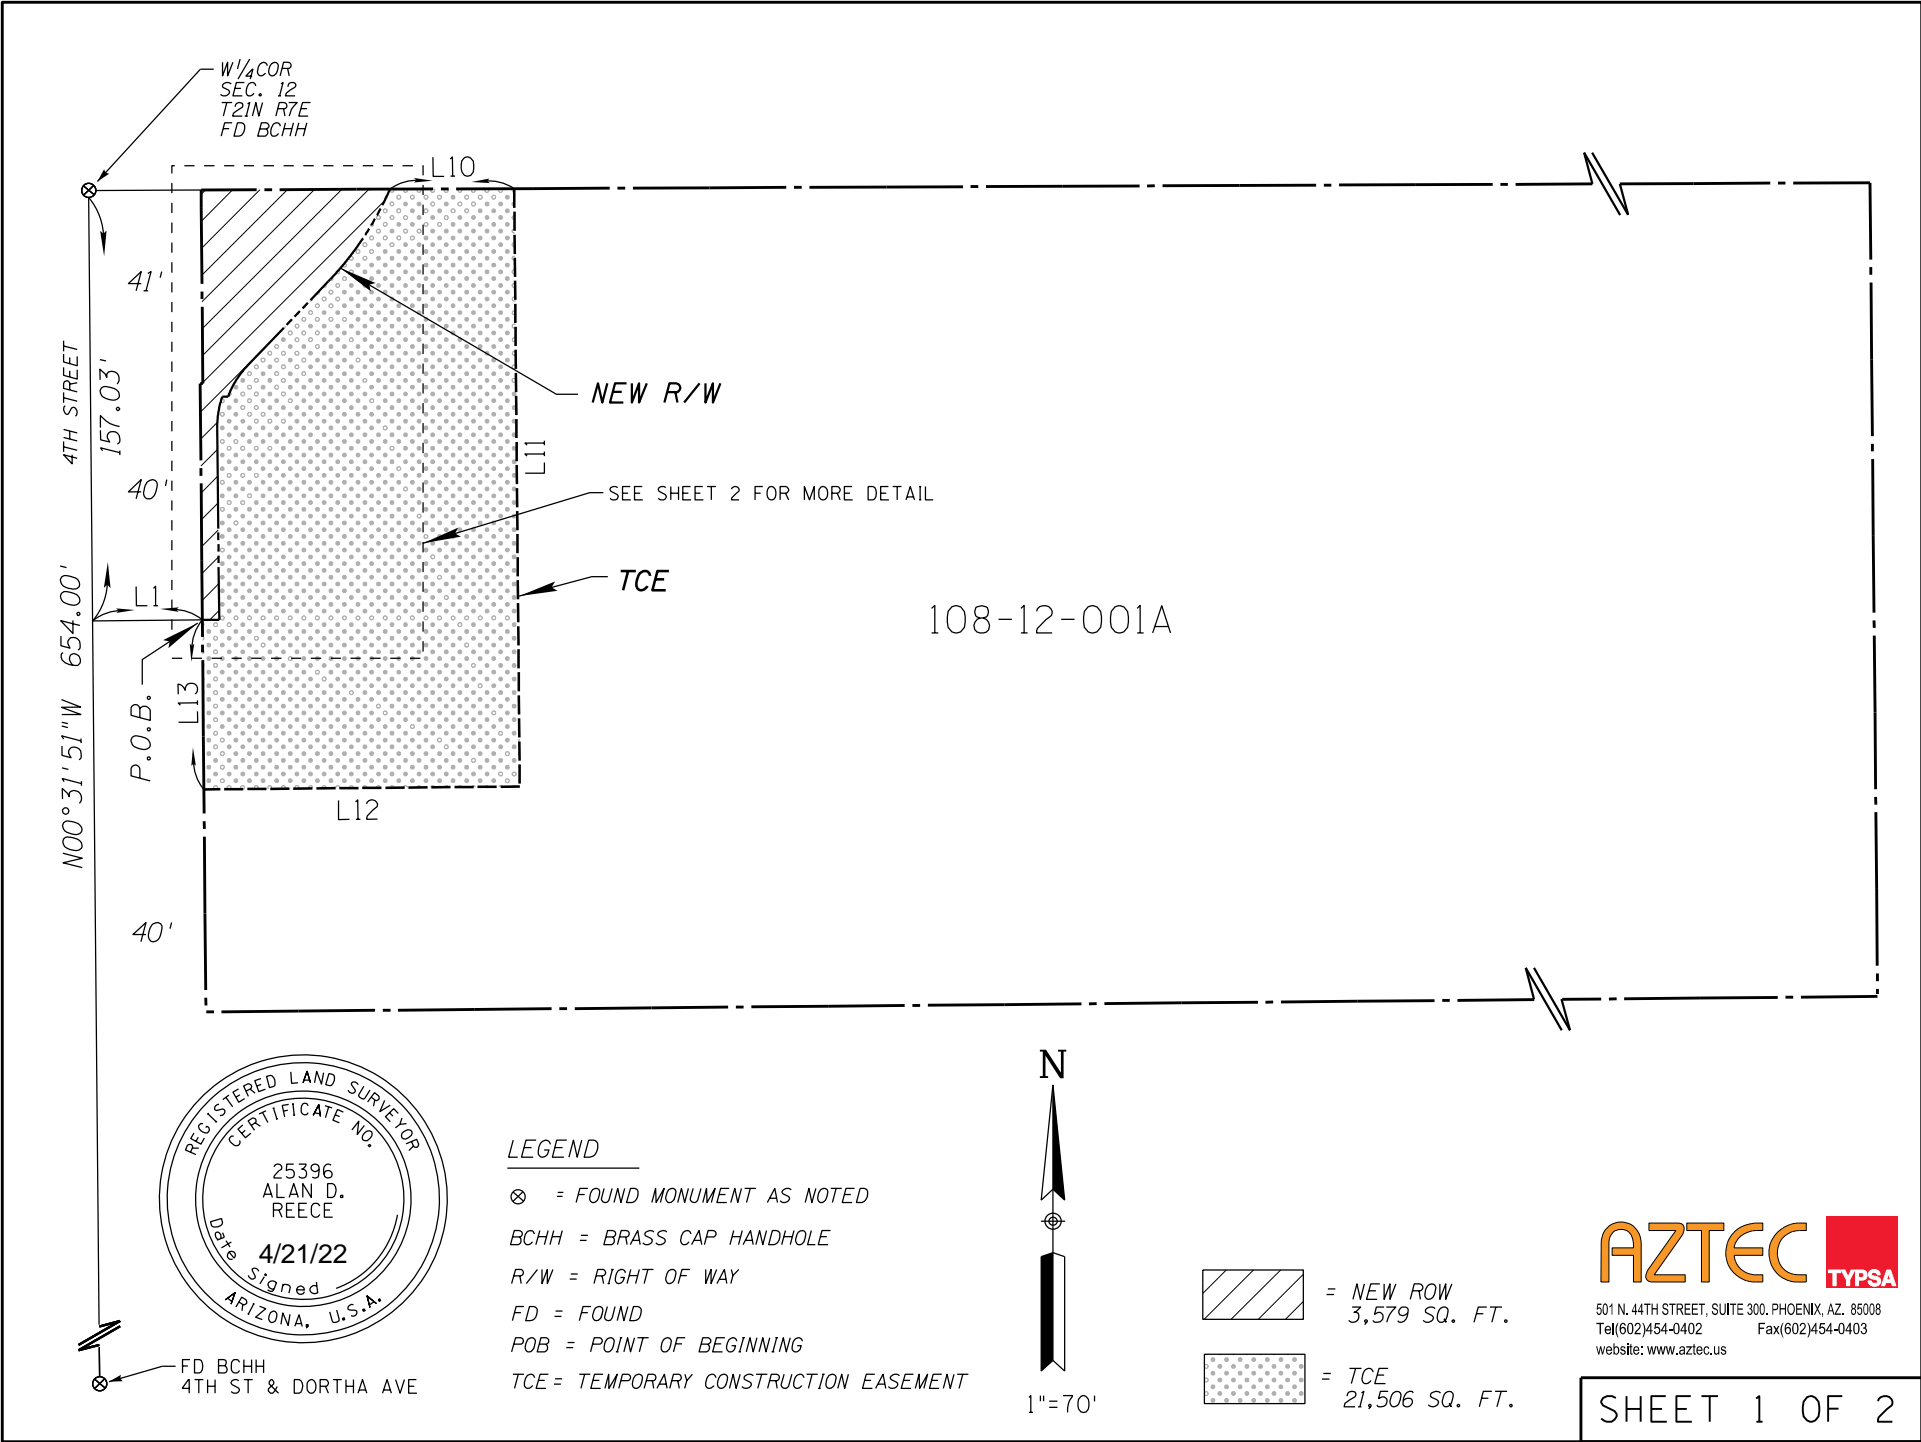 W1/4COR
SEC. 12
T21N R7E
FD BCHH
L10
41'
4TH STREET
157.03'
NEW R/W
L11
40'
SEE SHEET 2 FOR MORE DETAIL
TCE
L1
108-12-001A
N00°31'51"W 654.00'
P.O.B.
L13
L12
40'
REGISTERED LAND SURVEYOR
CERTIFICATE NO.
25396
ALAN D.
REECE
4/21/22
Date Signed
ARIZONA, U.S.A.
FD BCHH
4TH ST & DORTHA AVE
LEGEND
= FOUND MONUMENT AS NOTED
BCHH = BRASS CAP HANDHOLE
R/W = RIGHT OF WAY
FD = FOUND
POB = POINT OF BEGINNING
TCE = TEMPORARY CONSTRUCTION EASEMENT
N
1"=70'
= NEW ROW
3,579 SQ. FT.
= TCE
21,506 SQ. FT.
AZTEC
TYPSA
501 N. 44TH STREET, SUITE 300. PHOENIX, AZ. 85008
Tel(602)454-0402 Fax(602)454-0403
website: www.aztec.us
SHEET 1 OF 2